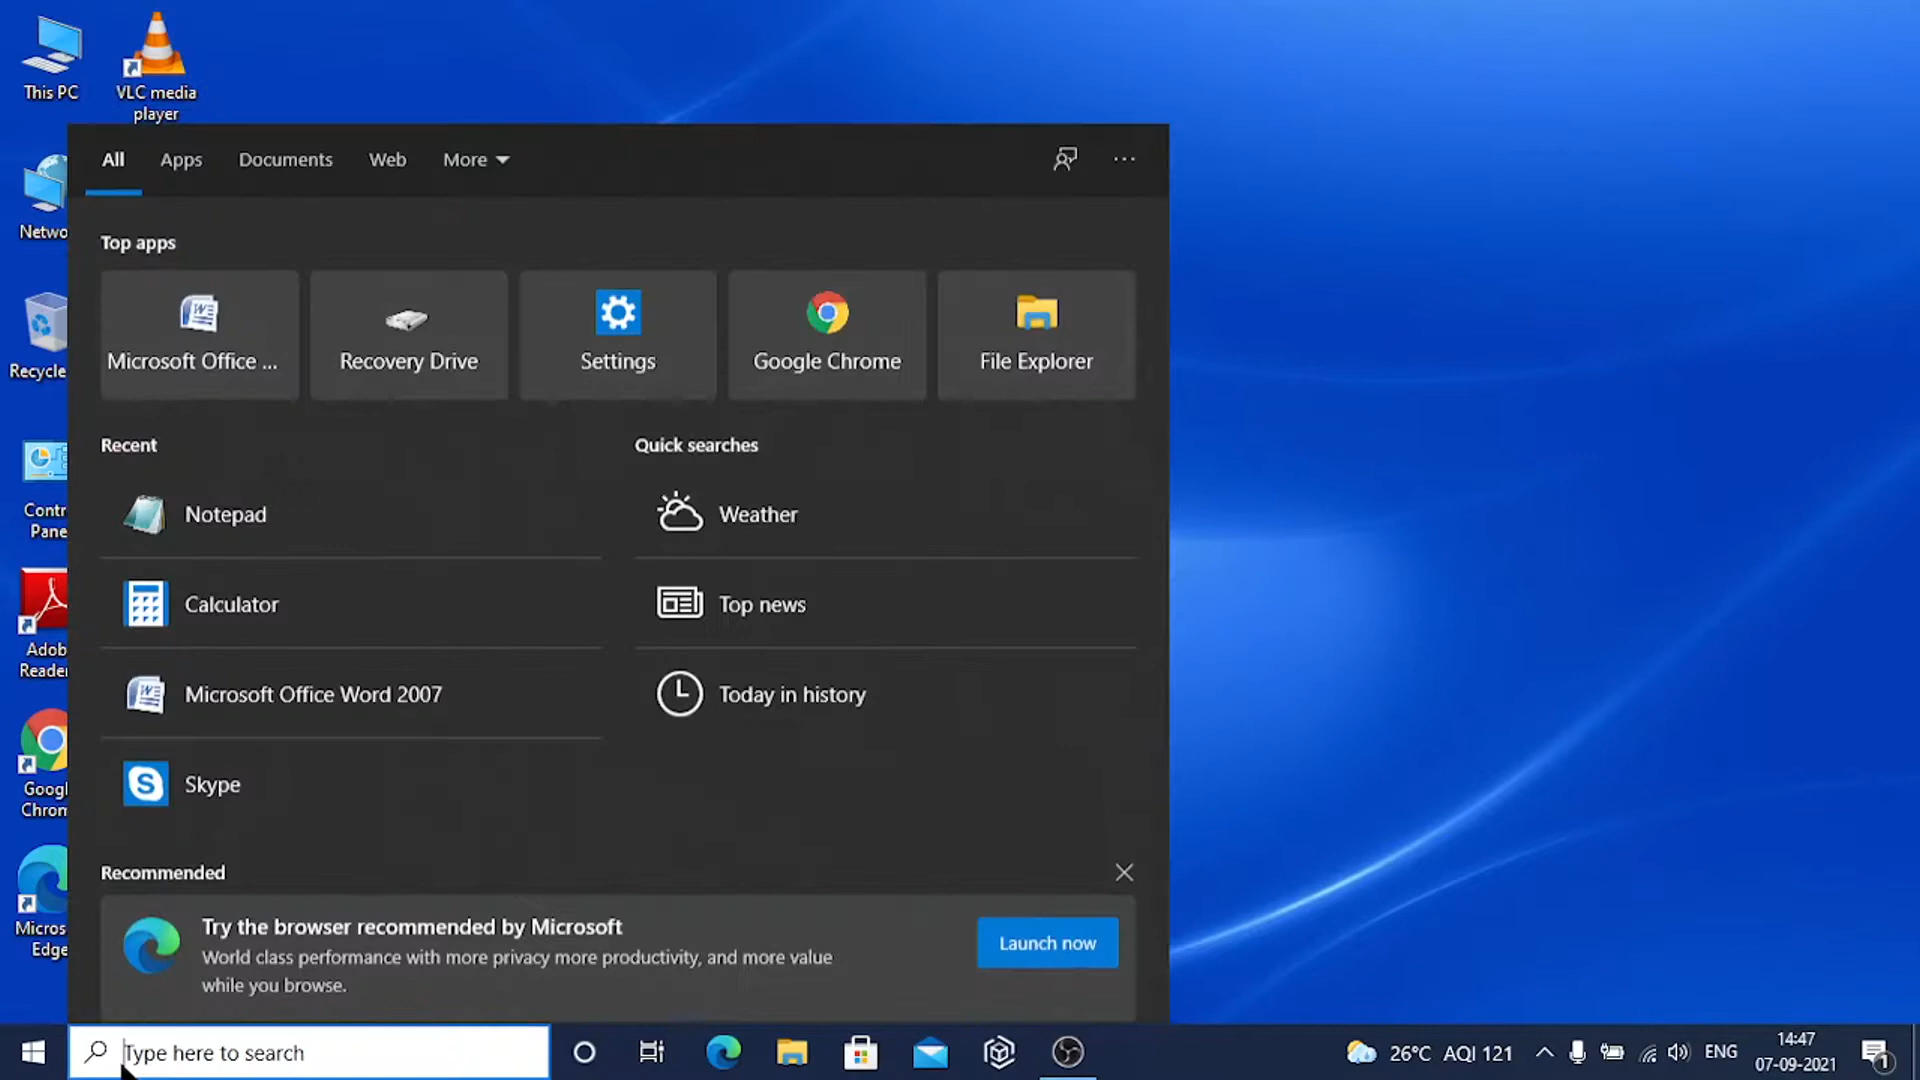 This PC
VLC media
player
Netwo
Recycle
Contr
Pane
Adob
Reader
Googl
Chrom
Micros
Edge
All
Apps
Documents
Web
More
Top apps
Microsoft Office ...
Recovery Drive
Settings
Google Chrome
File Explorer
Recent
Notepad
Calculator
Microsoft Office Word 2007
Skype
Quick searches
Weather
Top news
Today in history
Recommended
Try the browser recommended by Microsoft
World class performance with more privacy more productivity, and more value
while you browse.
Launch now
Type here to search
26°C AQI 121
ENG
14:47
07-09-2021
1